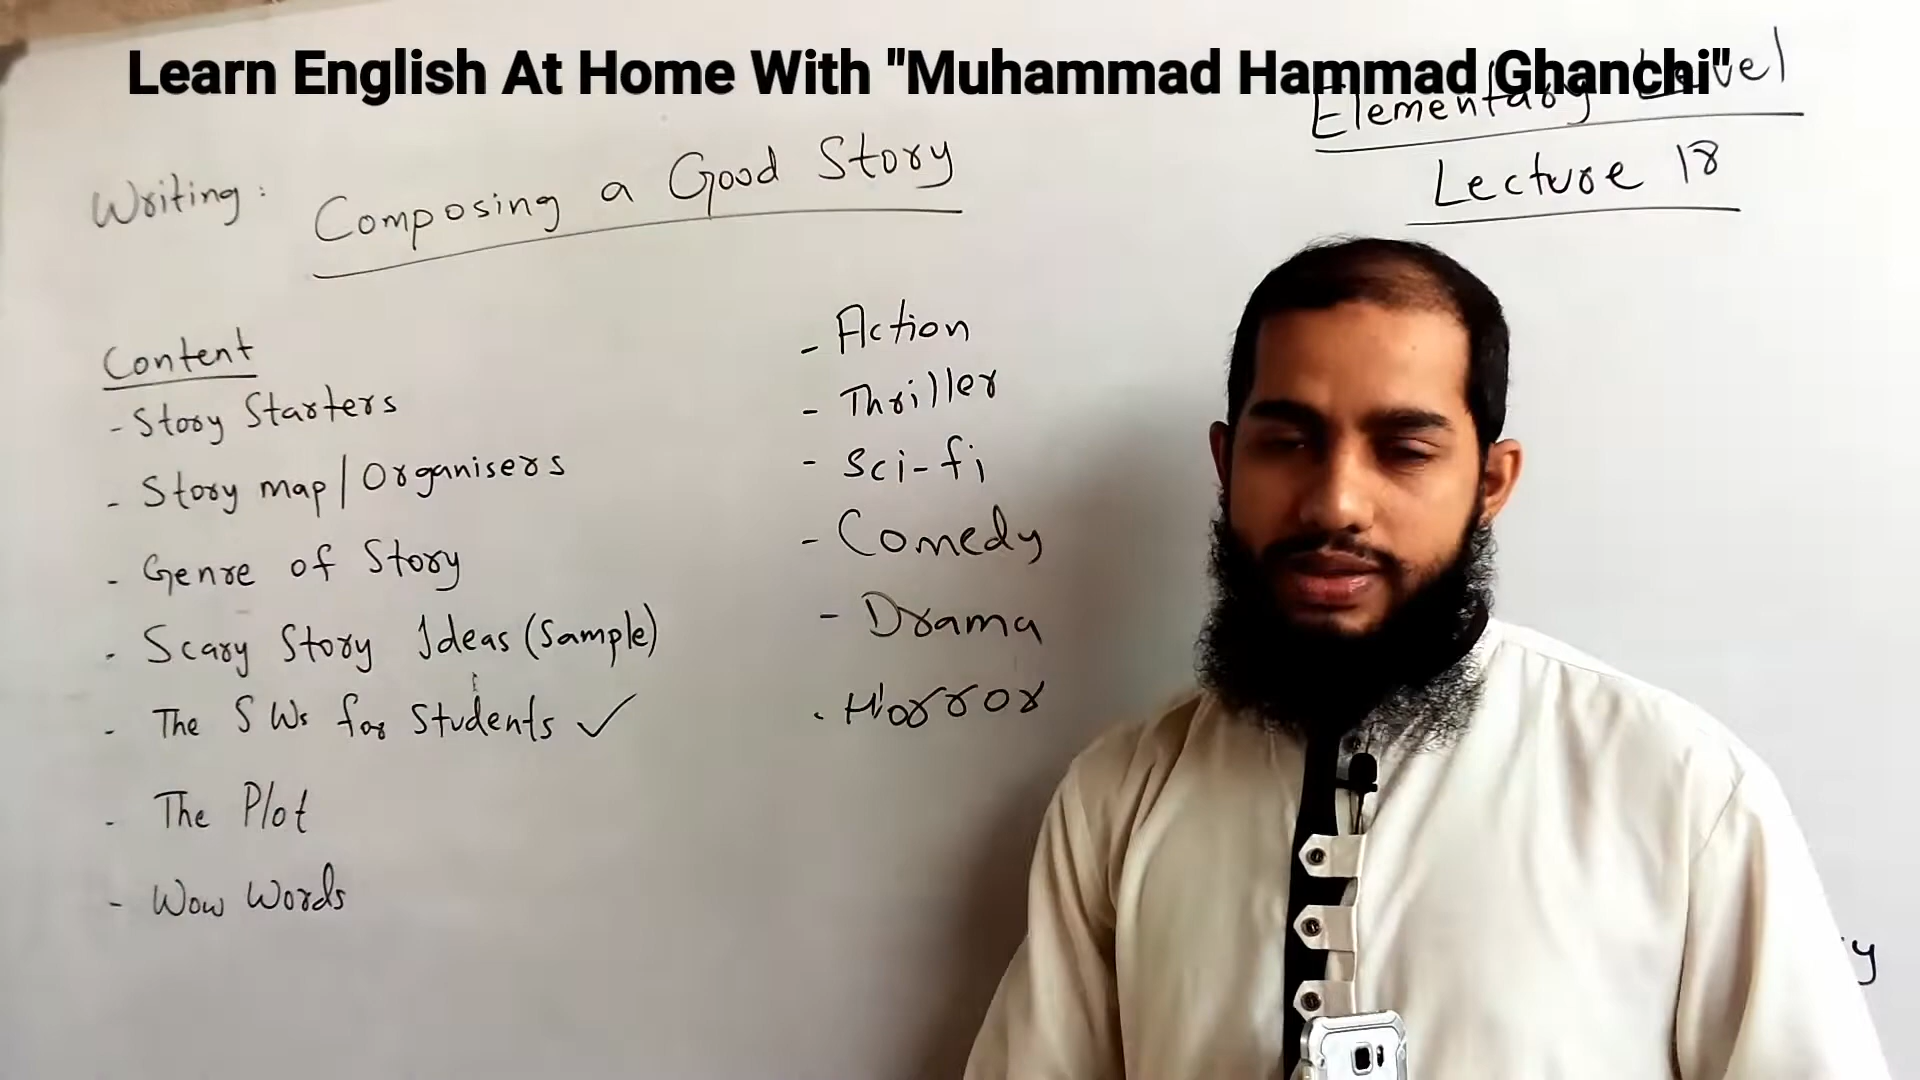 Learn English At Home With "Muhammad Hammad Ghanchi"
Elementary Level
Lecture 18
Writing: Composing a Good Story
Content
- Story Starters
- Story map / Organisers
- Genre of Story
- Scary Story Ideas (Sample)
- The 5 Ws for Students ✓
- The Plot
- Wow Words
- Action
- Thriller
- Sci-fi
- Comedy
- Drama
- Horror